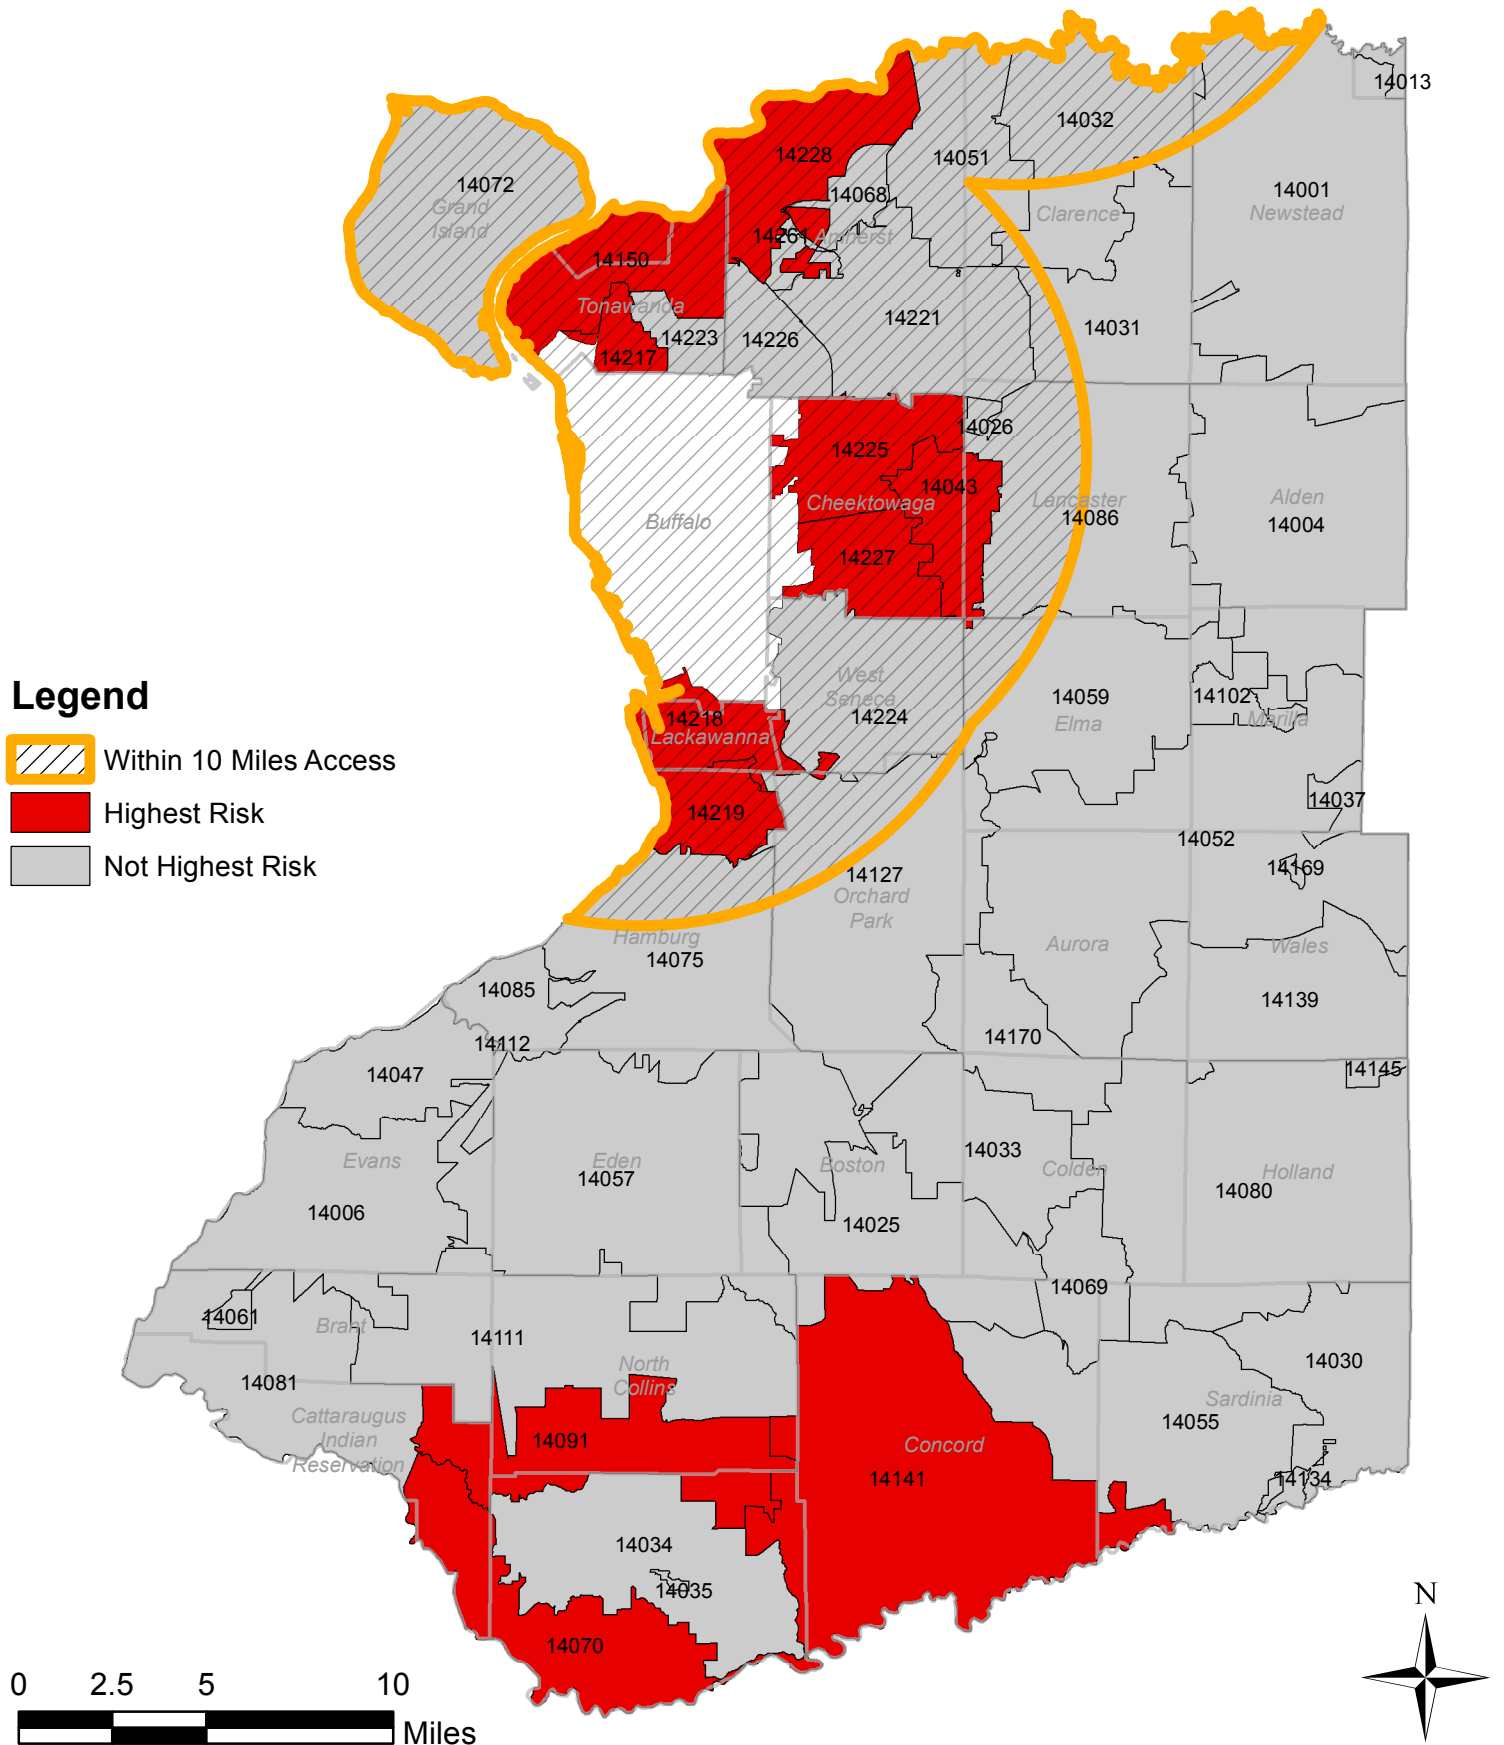 14013
14032
14228
14051
14072
14068
14001
Grand
Island
Clarence
Newstead
14261
Amherst
14150
Tonawanda
14221
14031
14223
14226
14217
14026
14225
14043
Cheektowaga
Lancaster
Alden
14086
14004
Buffalo
14227
Legend
Within 10 Miles Access
Highest Risk
Not Highest Risk
West
Seneca
14224
14059
Elma
14102
Marilla
14218
Lackawanna
14219
14037
14052
14169
14127
Orchard
Park
Hamburg
14075
Aurora
Wales
14085
14139
14112
14170
14047
14145
Evans
Eden
14057
Boston
14033
Colden
Holland
14080
14006
14025
14069
14061
Brant
14111
14081
North
Collins
14030
Sardinia
14055
Cattaraugus
Indian
Reservation
14091
Concord
14141
14134
14034
14035
14070
N
0 2.5 5 10
Miles